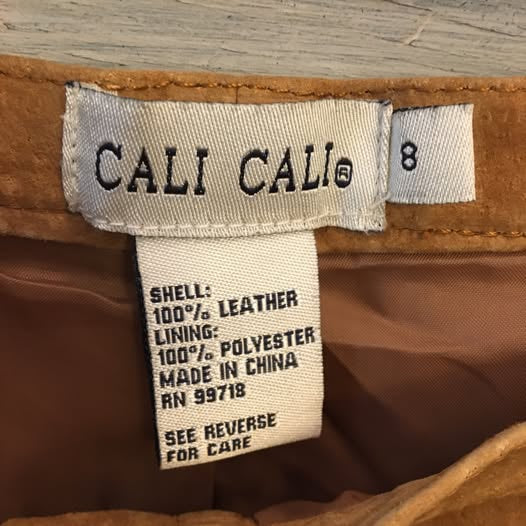 CALI CALI®
8
SHELL:
100% LEATHER
LINING:
100% POLYESTER
MADE IN CHINA
RN 99718
SEE REVERSE
FOR CARE